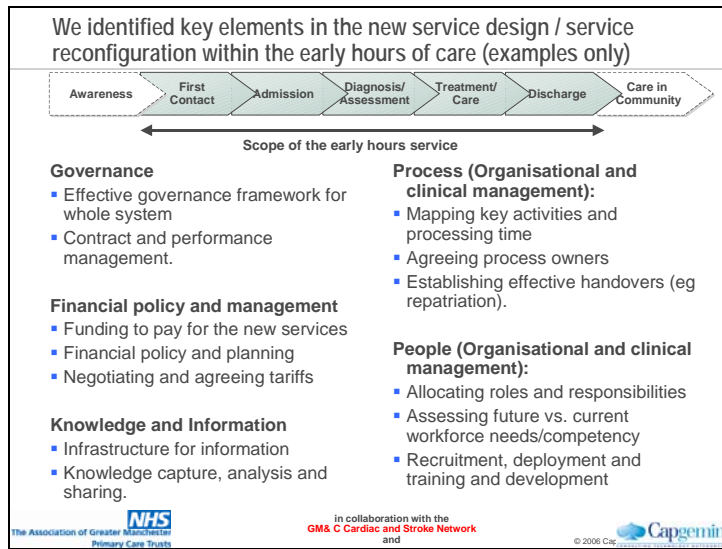 We identified key elements in the new service design / service
reconfiguration within the early hours of care (examples only)
Awareness
First
Contact
Admission
Diagnosis/
Assessment
Treatment/
Care
Discharge
Care in
Community
Scope of the early hours service
Governance
▪ Effective governance framework for
whole system
▪ Contract and performance
management.
Financial policy and management
▪ Funding to pay for the new services
▪ Financial policy and planning
▪ Negotiating and agreeing tariffs
Knowledge and Information
▪ Infrastructure for information
▪ Knowledge capture, analysis and
sharing.
Process (Organisational and
clinical management):
▪ Mapping key activities and
processing time
▪ Agreeing process owners
▪ Establishing effective handovers (eg
repatriation).
People (Organisational and clinical
management):
▪ Allocating roles and responsibilities
▪ Assessing future vs. current
workforce needs/competency
▪ Recruitment, deployment and
training and development
NHS
The Association of Greater Manchester
Primary Care Trusts
in collaboration with the
GM& C Cardiac and Stroke Network
and
© 2006 Cap
Capgemin